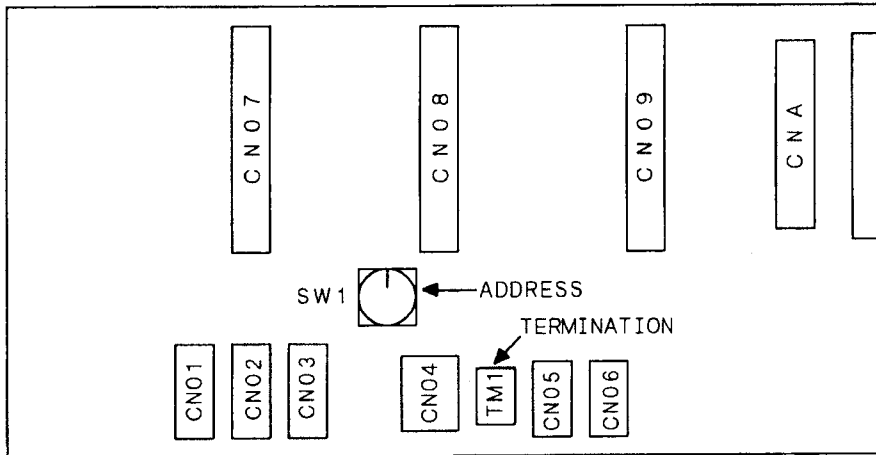 CN07
CN08
CN09
CNA
SW1
ADDRESS
TERMINATION
CN01
CN02
CN03
CN04
TM1
CN05
CN06